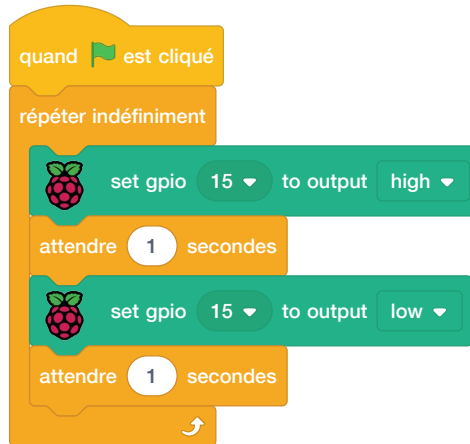 quand est cliqué
répéter indéfiniment
set gpio 15 to output high
attendre 1 secondes
set gpio 15 to output low
attendre 1 secondes